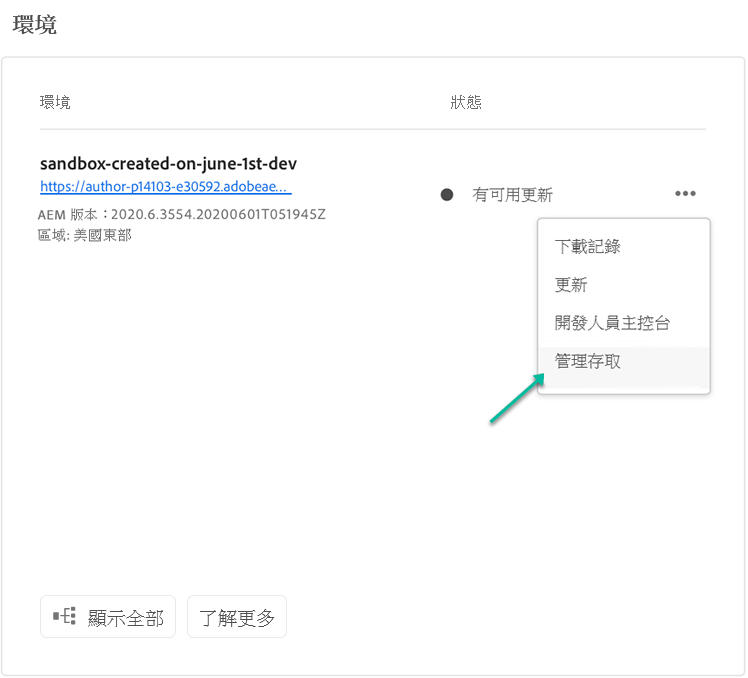 環境
環境
狀態
sandbox-created-on-june-1st-dev
https://author-p14103-e30592.adobeae...
有可用更新
AEM 版本：2020.6.3554.20200601T051945Z
區域: 美國東部
下載記錄
更新
開發人員主控台
管理存取
顯示全部
了解更多